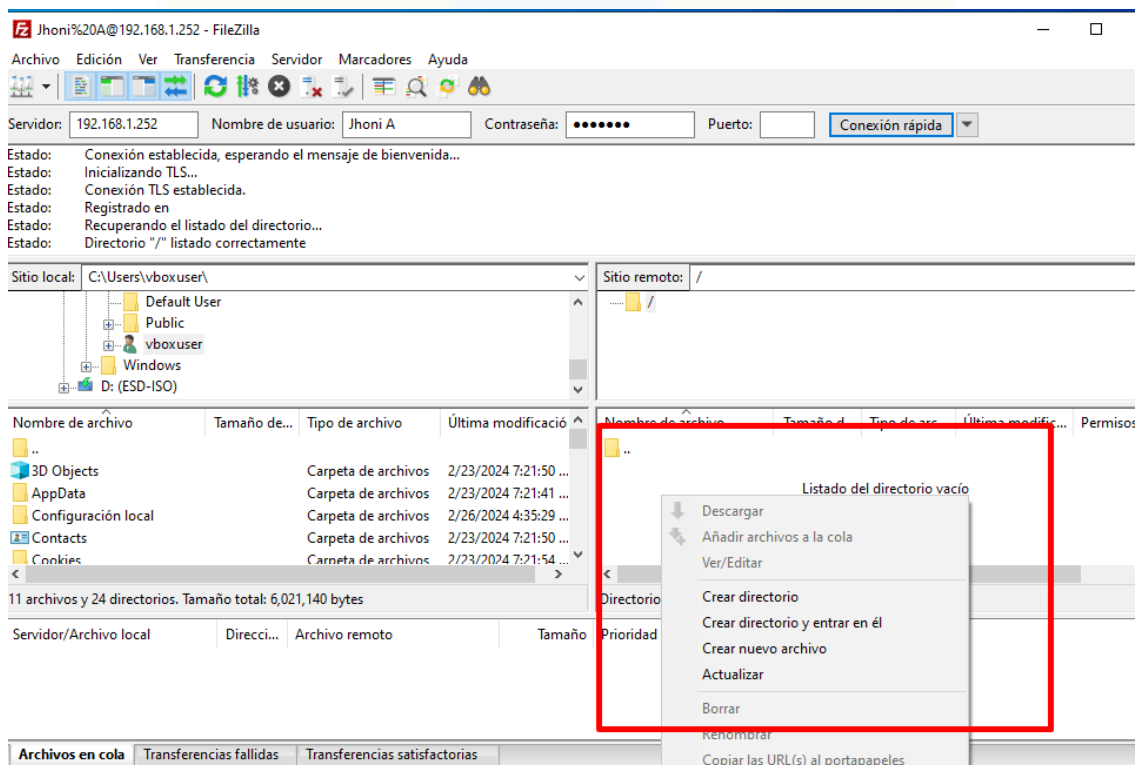 Jhoni%20A@192.168.1.252 - FileZilla
Archivo Edición Ver Transferencia Servidor Marcadores Ayuda
Servidor: 192.168.1.252 Nombre de usuario: Jhoni A Contraseña: ●●●●●●● Puerto: Conexión rápida
Estado: Conexión establecida, esperando el mensaje de bienvenida...
Estado: Inicializando TLS...
Estado: Conexión TLS establecida.
Estado: Registrado en
Estado: Recuperando el listado del directorio...
Estado: Directorio "/" listado correctamente
Sitio local: C:\Users\vboxuser\ Sitio remoto: /
Default User /
Public
vboxuser
Windows
D: (ESD-ISO)
Nombre de archivo Tamaño de... Tipo de archivo Última modificació Nombre de archivo Tamaño d... Tipo de arc... Última modific... Permisos
.. ..
3D Objects Carpeta de archivos 2/23/2024 7:21:50 ...
AppData Carpeta de archivos 2/23/2024 7:21:41 ... Listado del directorio vacío
Configuración local Carpeta de archivos 2/26/2024 4:35:29 ... Descargar
Contacts Carpeta de archivos 2/23/2024 7:21:50 ... Añadir archivos a la cola
Cookies Carpeta de archivos 2/23/2024 7:21:54 ... Ver/Editar
11 archivos y 24 directorios. Tamaño total: 6,021,140 bytes Directorio Crear directorio
Crear directorio y entrar en él
Servidor/Archivo local Direcci... Archivo remoto Tamaño Prioridad
Crear nuevo archivo
Actualizar
Borrar
Renombrar
Archivos en cola Transferencias fallidas Transferencias satisfactorias Copiar las URL(s) al portapapeles